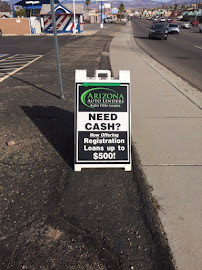 ARIZONA
AUTO LENDERS
Auto Title Loans
NEED
CASH?
Now Offering
Registration
Loans up to
$500!